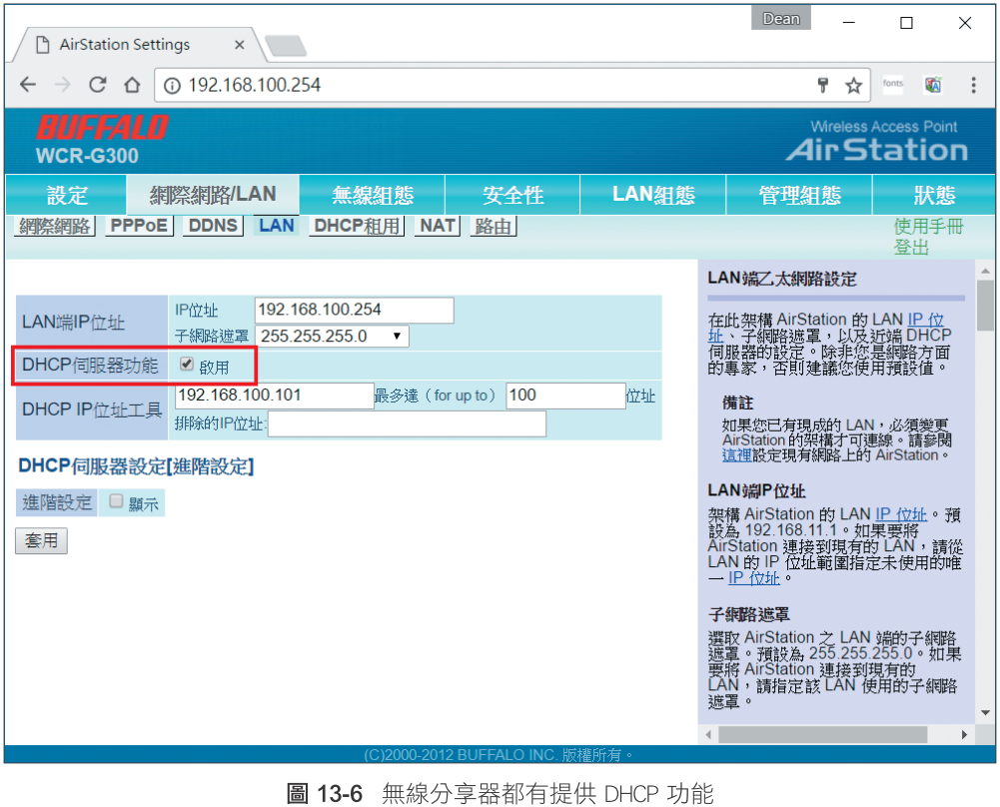 Dean
AirStation Settings
192.168.100.254
fonts
BUFFALO
WCR-G300
Wireless Access Point
AirStation
設定 網際網路/LAN 無線組態 安全性 LAN組態 管理組態 狀態
網際網路 PPPoE DDNS LAN DHCP租用 NAT 路由
使用手冊
登出
LAN端IP位址
IP位址 192.168.100.254
子網路遮罩 255.255.255.0
DHCP伺服器功能 啟用
DHCP IP位址工具
192.168.100.101 最多達（for up to） 100 位址
排除的IP位址:
DHCP伺服器設定[進階設定]
進階設定 顯示
套用
LAN端乙太網路設定
在此架構 AirStation 的 LAN IP 位
址、子網路遮罩，以及近端 DHCP
伺服器的設定。除非您是網路方面
的專家，否則建議您使用預設值。
備註
如果您已有現成的 LAN，必須變更
AirStation 的架構才可連線。請參閱
這裡設定現有網路上的 AirStation。
LAN端IP位址
架構 AirStation 的 LAN IP 位址。預
設為 192.168.11.1。如果要將
AirStation 連接到現有的 LAN，請從
LAN 的 IP 位址範圍指定未使用的唯
一 IP 位址。
子網路遮罩
選取 AirStation 之 LAN 端的子網路
遮罩。預設為 255.255.255.0。如果
要將 AirStation 連接到現有的
LAN，請指定該 LAN 使用的子網路
遮罩。
(C)2000-2012 BUFFALO INC. 版權所有。
圖 13-6 無線分享器都有提供 DHCP 功能